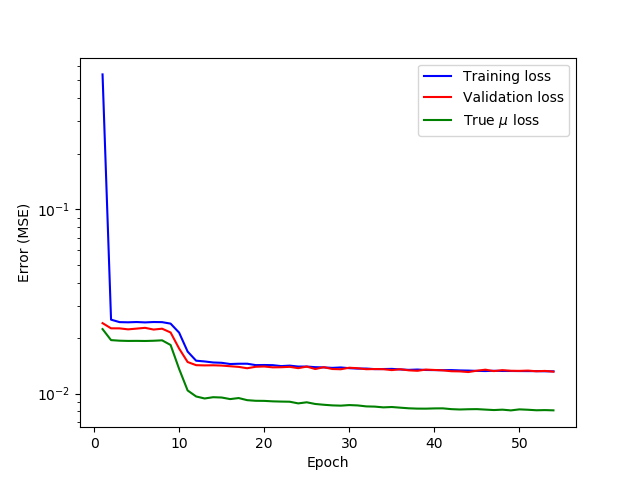 Training loss
Validation loss
True μ loss
10⁻¹
10⁻²
Error (MSE)
0 10 20 30 40 50
Epoch